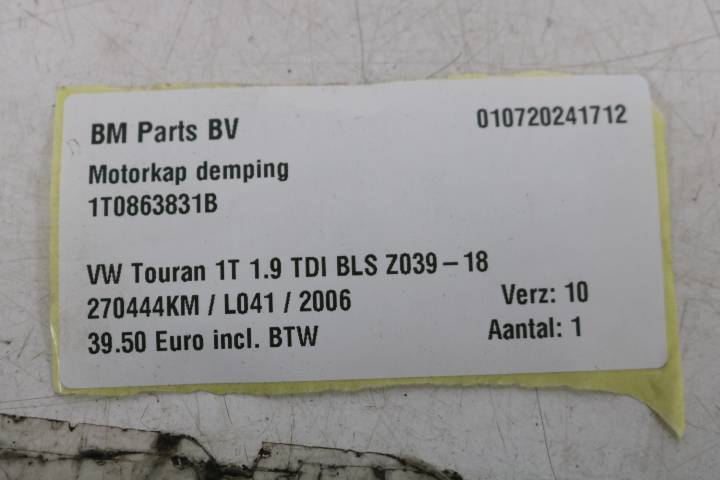 BM Parts BV 010720241712
Motorkap demping
1T0863831B
VW Touran 1T 1.9 TDI BLS Z039-18
270444KM / L041 / 2006 Verz: 10
39.50 Euro incl. BTW Aantal: 1